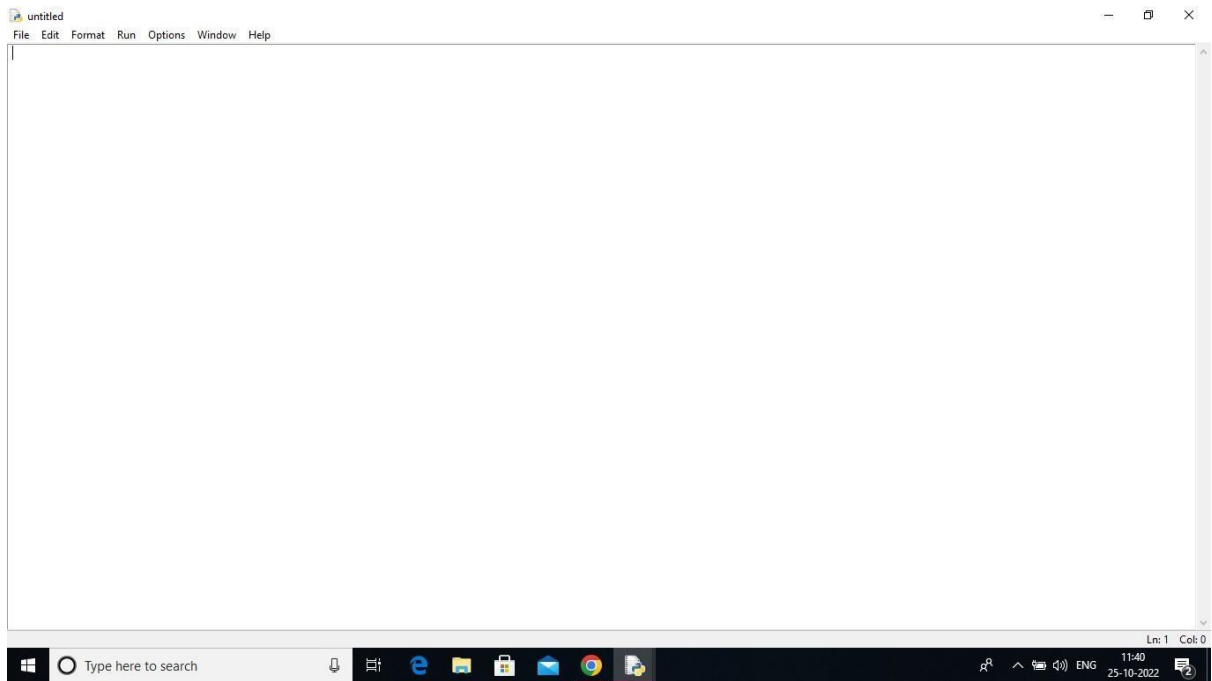 untitled
File Edit Format Run Options Window Help
Ln: 1 Col: 0
Type here to search
ENG
11:40
25-10-2022
2